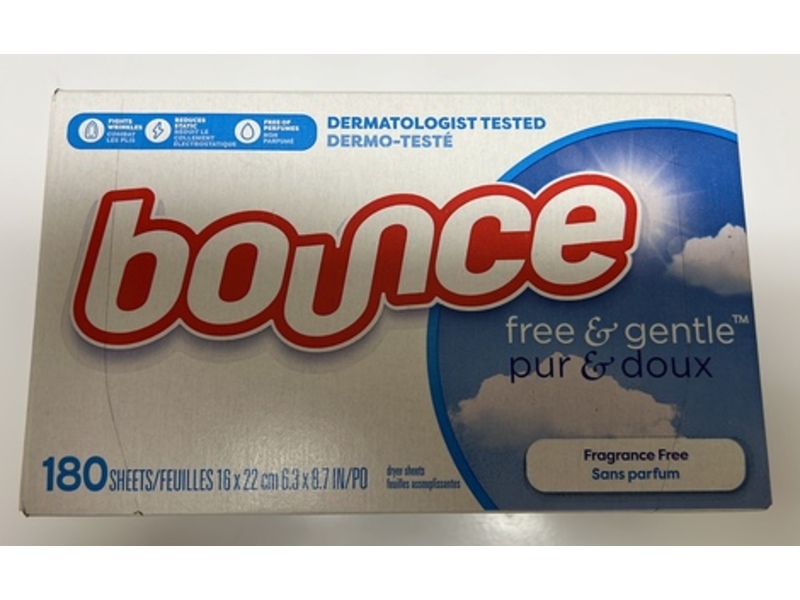 FIGHTS
WRINKLES
COMBAT
LES PLIS
REDUCES
STATIC
RÉDUIT LE
COLLEMENT
ÉLECTROSTATIQUE
FREE OF
PERFUMES
NON
PARFUMÉ
DERMATOLOGIST TESTED
DERMO-TESTÉ
bounce
free & gentle™
pur & doux
180 SHEETS/FEUILLES 16 x 22 cm 6.3 x 8.7 IN/PO
dryer sheets
feuilles assouplissantes
Fragrance Free
Sans parfum